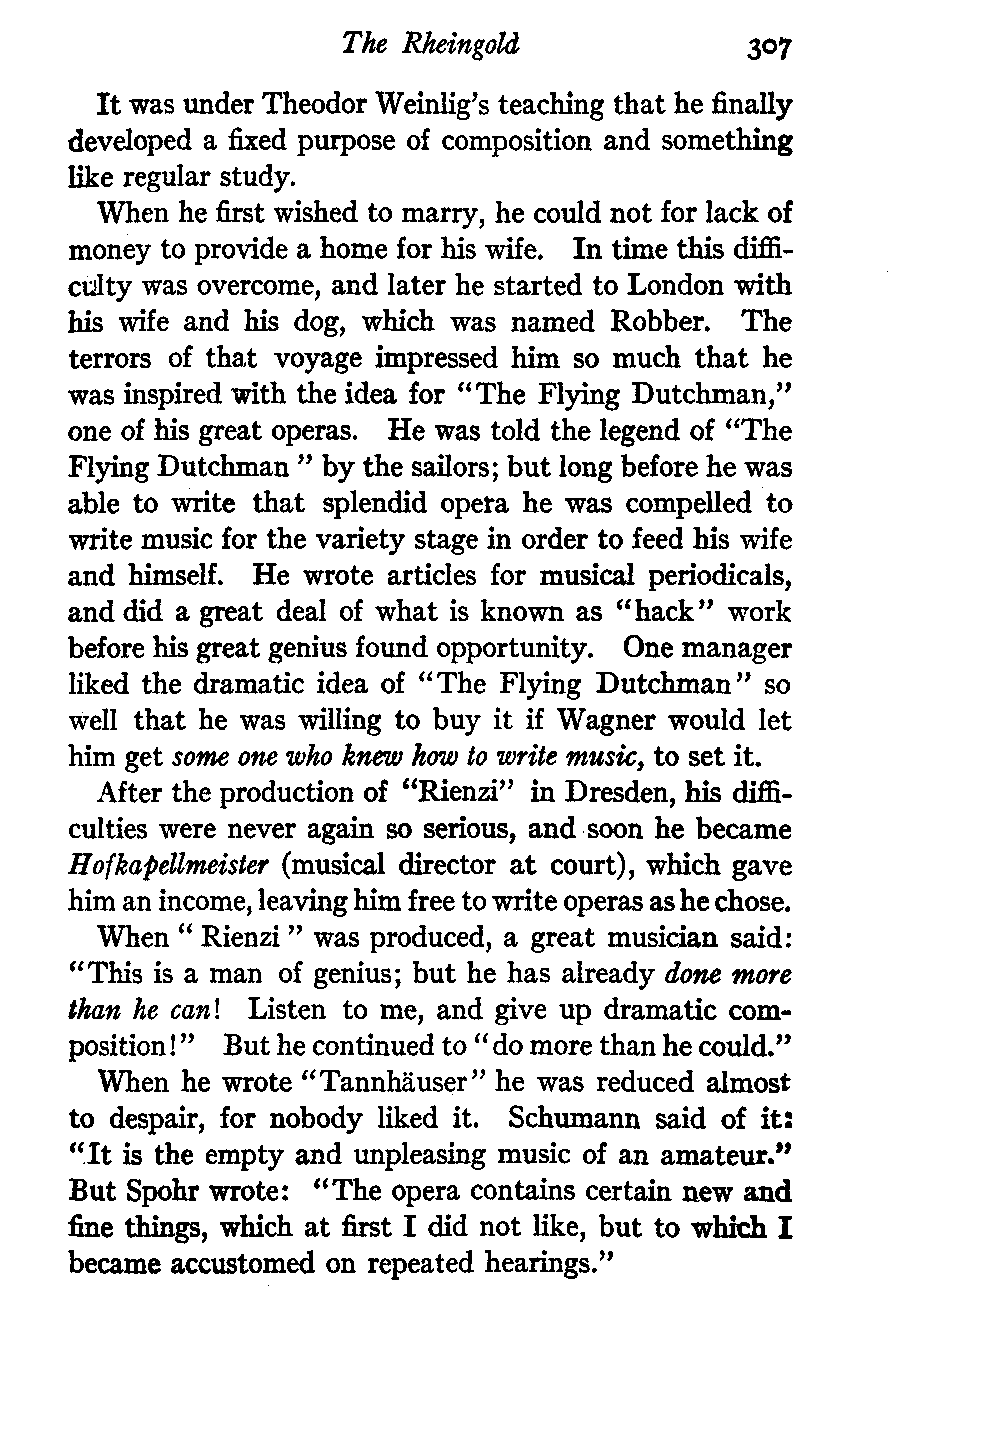 The Rheingold 307
It was under Theodor Weinlig's teaching that he finally
developed a fixed purpose of composition and something
like regular study.
When he first wished to marry, he could not for lack of
money to provide a home for his wife. In time this diffi-
culty was overcome, and later he started to London with
his wife and his dog, which was named Robber. The
terrors of that voyage impressed him so much that he
was inspired with the idea for "The Flying Dutchman,"
one of his great operas. He was told the legend of "The
Flying Dutchman " by the sailors; but long before he was
able to write that splendid opera he was compelled to
write music for the variety stage in order to feed his wife
and himself. He wrote articles for musical periodicals,
and did a great deal of what is known as "hack" work
before his great genius found opportunity. One manager
liked the dramatic idea of "The Flying Dutchman" so
well that he was willing to buy it if Wagner would let
him get some one who knew how to write music, to set it.
After the production of "Rienzi" in Dresden, his diffi-
culties were never again so serious, and soon he became
Hofkapellmeister (musical director at court), which gave
him an income, leaving him free to write operas as he chose.
When " Rienzi " was produced, a great musician said:
"This is a man of genius; but he has already done more
than he can! Listen to me, and give up dramatic com-
position!" But he continued to "do more than he could."
When he wrote "Tannhäuser" he was reduced almost
to despair, for nobody liked it. Schumann said of it:
"It is the empty and unpleasing music of an amateur."
But Spohr wrote: "The opera contains certain new and
fine things, which at first I did not like, but to which I
became accustomed on repeated hearings."